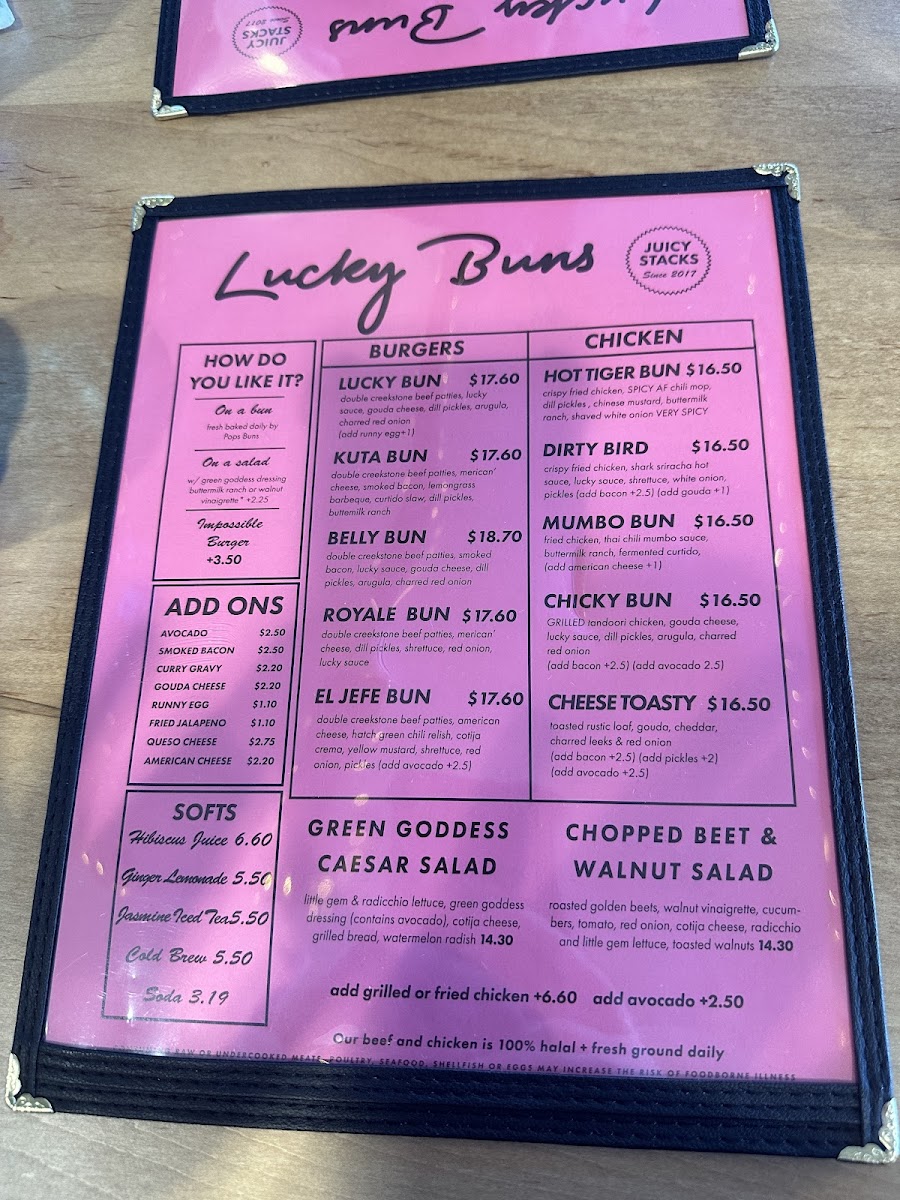 JUICY
STACKS
Since 2017
Lucky Buns
Lucky Buns
JUICY
STACKS
Since 2017
HOW DO
YOU LIKE IT?
On a bun
fresh baked daily by
Pops Buns
On a salad
w/ green goddess dressing
buttermilk ranch or walnut
vinaigrette* +2.25
Impossible
Burger
+3.50
ADD ONS
AVOCADO $2.50
SMOKED BACON $2.50
CURRY GRAVY $2.20
GOUDA CHEESE $2.20
RUNNY EGG $1.10
FRIED JALAPENO $1.10
QUESO CHEESE $2.75
AMERICAN CHEESE $2.20
SOFTS
Hibiscus Juice 6.60
Ginger Lemonade 5.50
Jasmine Iced Tea 5.50
Cold Brew 5.50
Soda 3.19
BURGERS
LUCKY BUN $17.60
double creekstone beef patties, lucky
sauce, gouda cheese, dill pickles, arugula,
charred red onion
(add runny egg+1)
KUTA BUN $17.60
double creekstone beef patties, merican'
cheese, smoked bacon, lemongrass
barbeque, curtido slaw, dill pickles,
buttemilk ranch
BELLY BUN $18.70
double creekstone beef patties, smoked
bacon, lucky sauce, gouda cheese, dill
pickles, arugula, charred red onion
ROYALE BUN $17.60
double creekstone beef patties, merican'
cheese, dill pickles, shrettuce, red onion,
lucky sauce
EL JEFE BUN $17.60
double creekstone beef patties, american
cheese, hatch green chili relish, cotija
crema, yellow mustard, shrettuce, red
onion, pickles (add avocado +2.5)
CHICKEN
HOT TIGER BUN $16.50
crispy fried chicken, SPICY AF chili mop,
dill pickles , chinese mustard, buttermilk
ranch, shaved white onion VERY SPICY
DIRTY BIRD $16.50
crispy fried chicken, shark sriracha hot
sauce, lucky sauce, shrettuce, white onion,
pickles (add bacon +2.5) (add gouda +1)
MUMBO BUN $16.50
fried chicken, thai chili mumbo sauce,
buttermilk ranch, fermented curtido,
(add american cheese +1)
CHICKY BUN $16.50
GRILLED tandoori chicken, gouda cheese,
lucky sauce, dill pickles, arugula, charred
red onion
(add bacon +2.5) (add avocado 2.5)
CHEESE TOASTY $16.50
toasted rustic loaf, gouda, cheddar,
charred leeks & red onion
(add bacon +2.5) (add pickles +2)
(add avocado +2.5)
GREEN GODDESS
CAESAR SALAD
little gem & radicchio lettuce, green goddess
dressing (contains avocado), cotija cheese,
grilled bread, watermelon radish 14.30
CHOPPED BEET &
WALNUT SALAD
roasted golden beets, walnut vinaigrette, cucum-
bers, tomato, red onion, cotija cheese, radicchio
and little gem lettuce, toasted walnuts 14.30
add grilled or fried chicken +6.60 add avocado +2.50
Our beef and chicken is 100% halal + fresh ground daily
RAW OR UNDERCOOKED MEATS, POULTRY, SEAFOOD, SHELLFISH OR EGGS MAY INCREASE THE RISK OF FOODBORNE ILLNESS